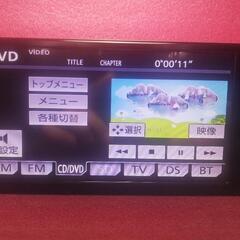 VD VIDEO
TITLE CHAPTER 0'00'11"
トップメニュー
メニュー
各種切替
選択 映像
設定
M FM CD/DVD TV DS BT